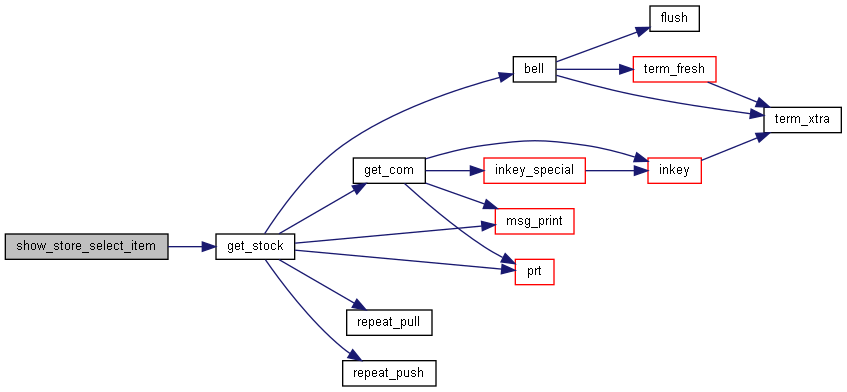 flush
bell
term_fresh
term_xtra
get_com
inkey_special
inkey
msg_print
show_store_select_item
get_stock
prt
repeat_pull
repeat_push